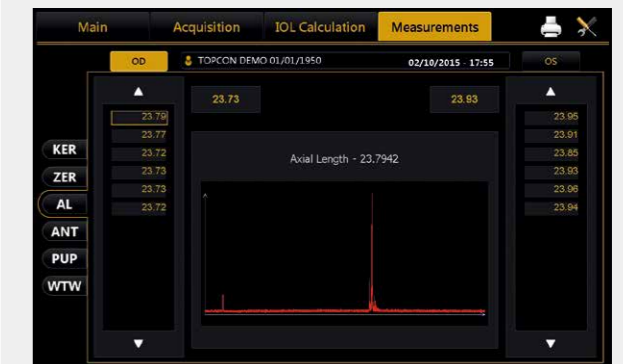 Main Acquisition IOL Calculation Measurements
OD TOPCON DEMO 01/01/1950 02/10/2015 - 17:55 OS
23.73 23.93
23.79
23.77
23.72
23.73
23.73
23.72
KER
ZER
AL
ANT
PUP
WTW
Axial Length - 23.7942
23.95
23.91
23.85
23.93
23.96
23.94